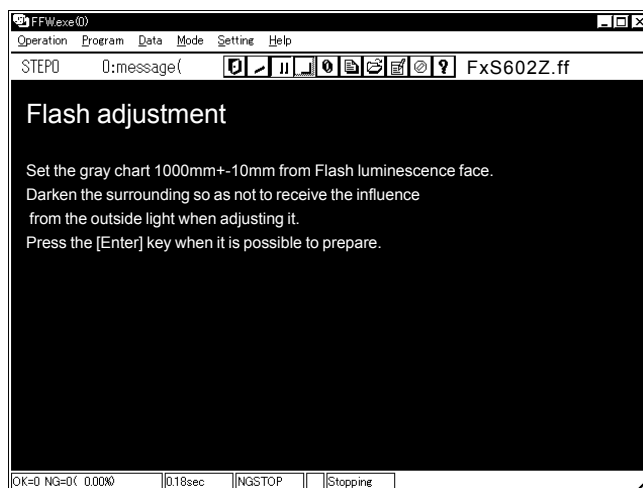 FFW.exe(0)
Operation Program Data Mode Setting Help
STEP0 0:message( FxS602Z.ff
Flash adjustment
Set the gray chart 1000mm+-10mm from Flash luminescence face.
Darken the surrounding so as not to receive the influence
from the outside light when adjusting it.
Press the [Enter] key when it is possible to prepare.
OK=0 NG=0( 0.00%) 0.18sec NGSTOP Stopping